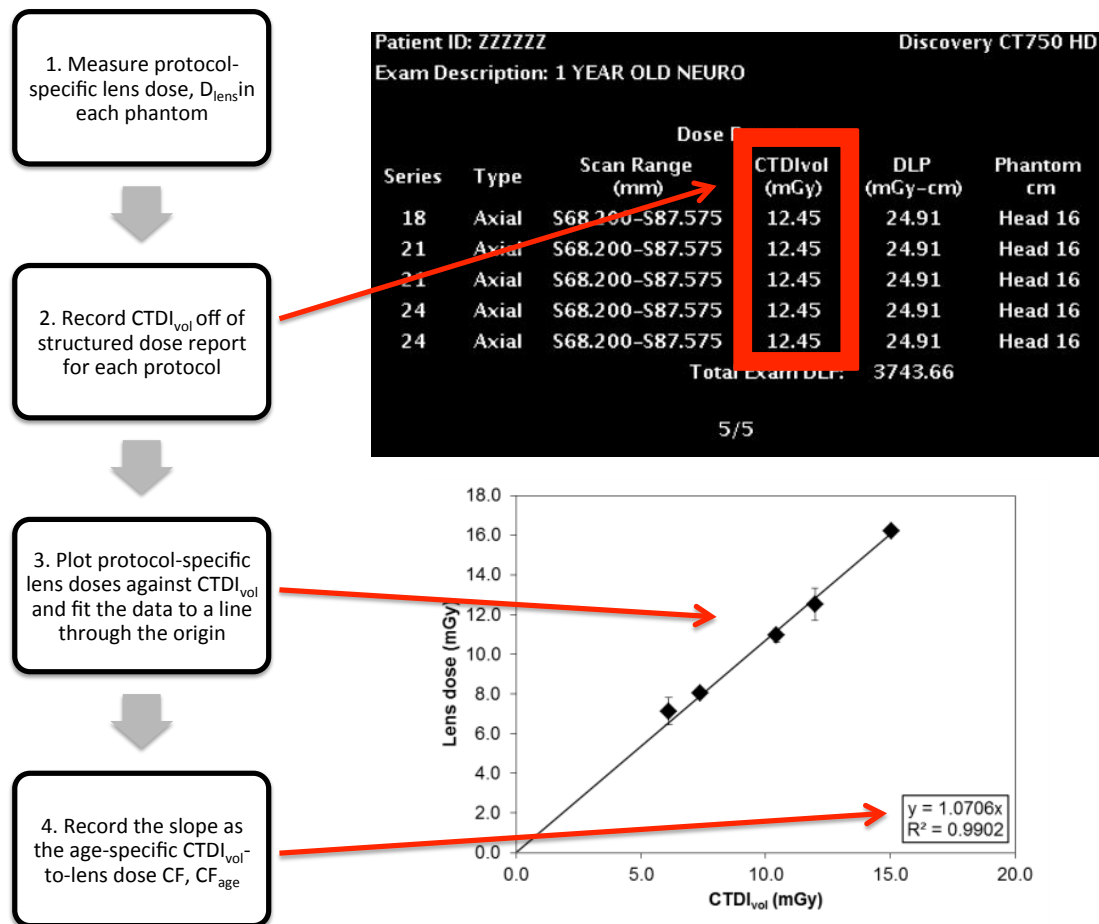 1. Measure protocol-
specific lens dose, Dlens in
each phantom
2. Record CTDIvol off of
structured dose report
for each protocol
3. Plot protocol-specific
lens doses against CTDIvol
and fit the data to a line
through the origin
4. Record the slope as
the age-specific CTDIvol-
to-lens dose CF, CFage
Patient ID: ZZZZZZ Discovery CT750 HD
Exam Description: 1 YEAR OLD NEURO
Dose
Series Type Scan Range (mm) CTDIvol (mGy) DLP (mGy-cm) Phantom cm
18 Axial S68.200-S87.575 12.45 24.91 Head 16
21 Axial S68.200-S87.575 12.45 24.91 Head 16
21 Axial S68.200-S87.575 12.45 24.91 Head 16
24 Axial S68.200-S87.575 12.45 24.91 Head 16
24 Axial S68.200-S87.575 12.45 24.91 Head 16
Total Exam DLP: 3743.66
5/5
Lens dose (mGy)
18.0
16.0
14.0
12.0
10.0
8.0
6.0
4.0
2.0
0.0
y = 1.0706x
R² = 0.9902
0.0 5.0 10.0 15.0 20.0
CTDIvol (mGy)